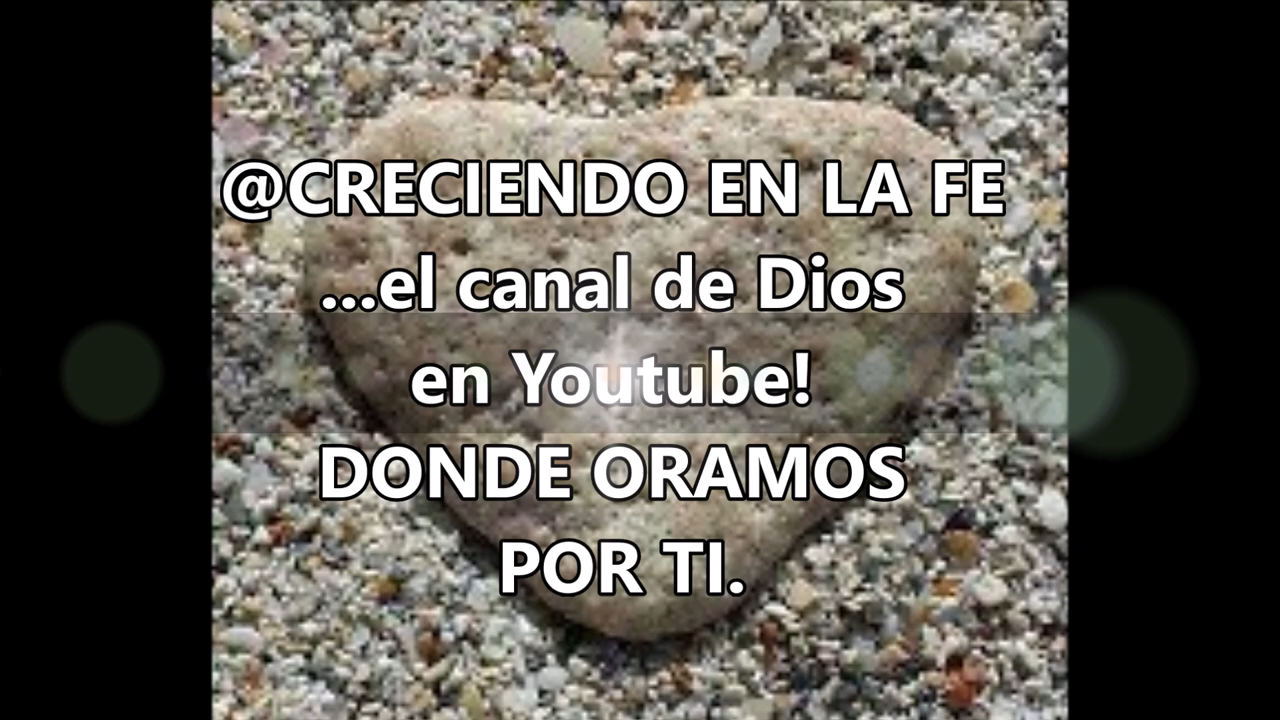 @CRECIENDO EN LA FE
...el canal de Dios
en Youtube!
DONDE ORAMOS
POR TI.